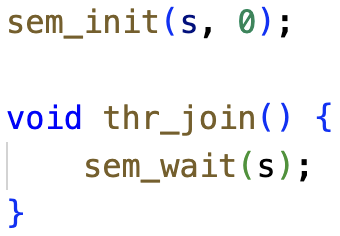 sem_init(s, 0);
void thr_join() {
    sem_wait(s);
}